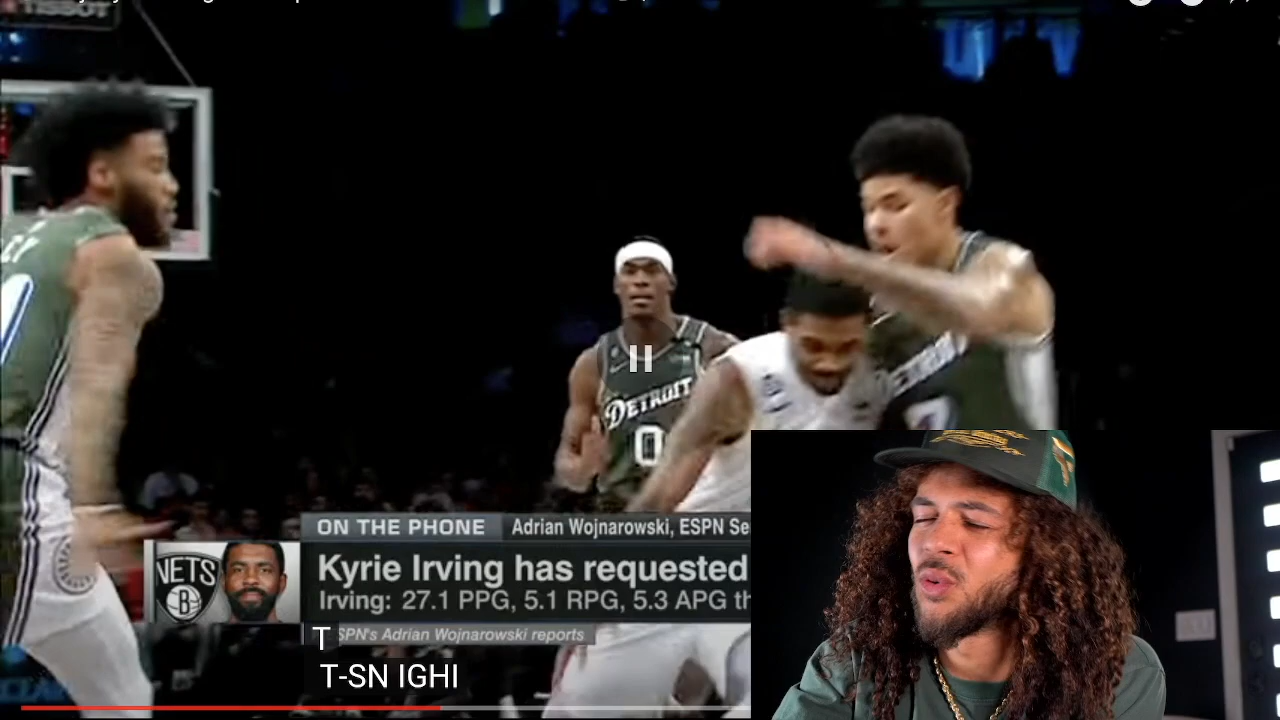 TISSOT
DETROIT
0
ON THE PHONE Adrian Wojnarowski, ESPN Se
NETS
B
Kyrie Irving has requested
Irving: 27.1 PPG, 5.1 RPG, 5.3 APG th
SPN's Adrian Wojnarowski reports
T
T-SN IGHI